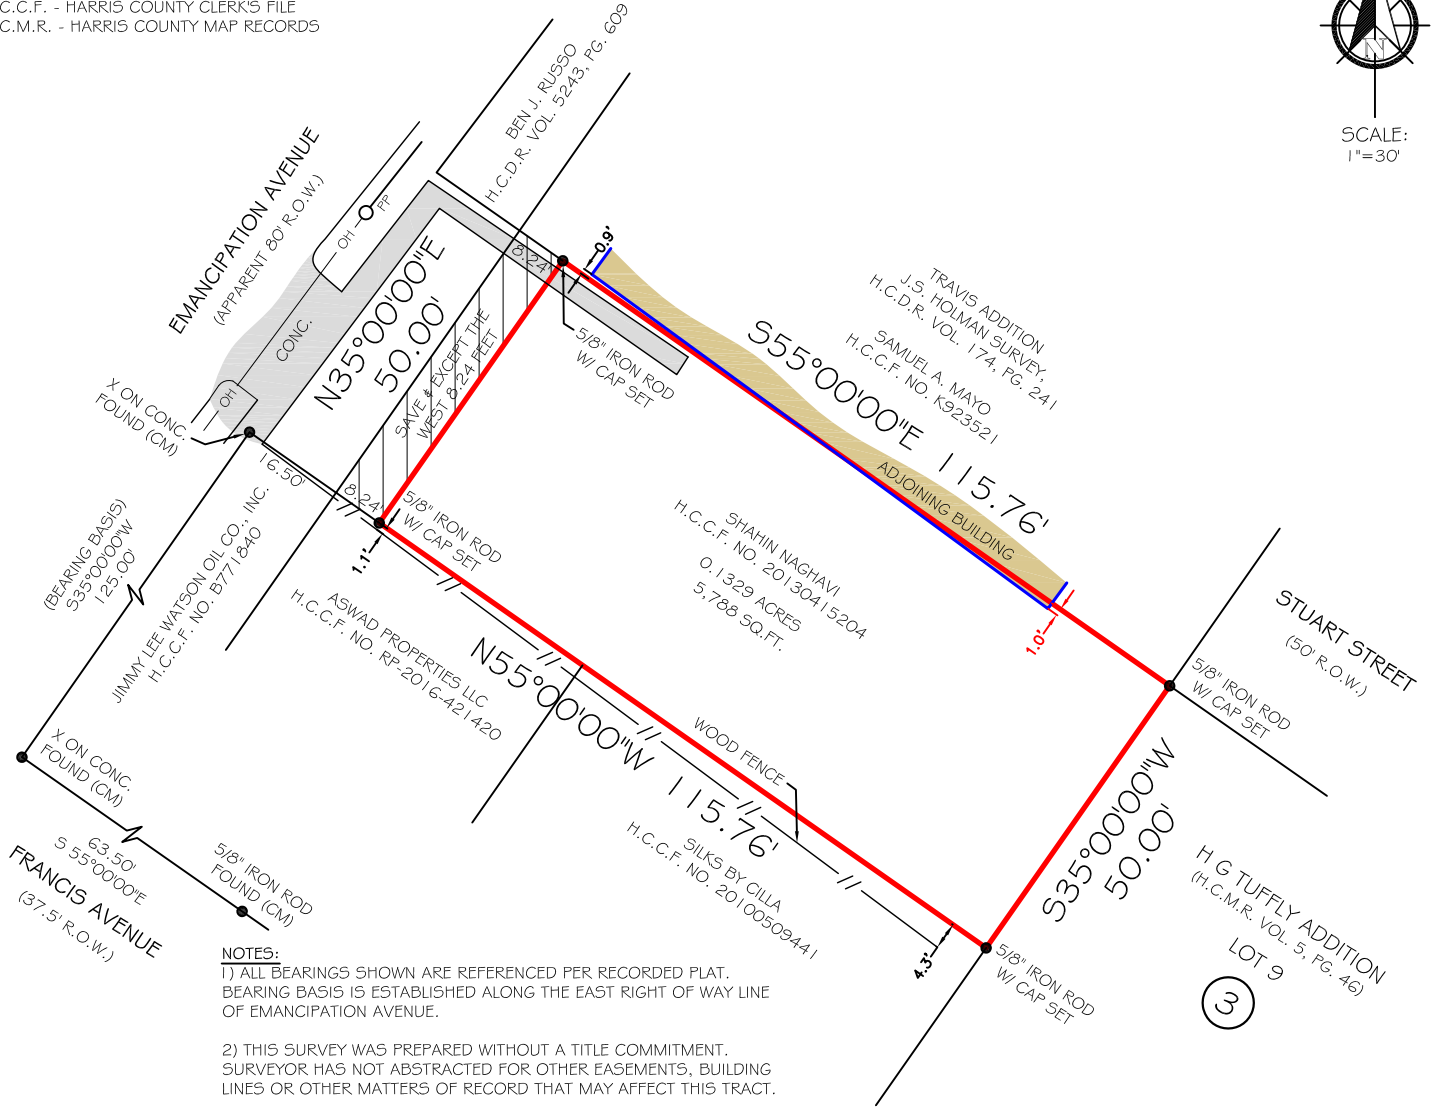 C.C.F. - HARRIS COUNTY CLERK'S FILE
C.M.R. - HARRIS COUNTY MAP RECORDS
N
SCALE:
1"=30'
BEN J. RUSSO
H.C.D.R. VOL. 5243, PG. 609
EMANCIPATION AVENUE
(APPARENT 80' R.O.W.)
OH
PP
CONC.
OH
N35°00'00"E
50.00'
8.24'
0.9'
SAVE & EXCEPT THE
WEST 8.24 FEET
5/8" IRON ROD
W/ CAP SET
TRAVIS ADDITION
J.S. HOLMAN SURVEY,
H.C.D.R. VOL. 174, PG. 241
SAMUEL A. MAYO
H.C.C.F. NO. K923521
S55°00'00"E 115.76'
ADJOINING BUILDING
X ON CONC.
FOUND (CM)
16.50'
8.24'
5/8" IRON ROD
W/ CAP SET
1.1'
(BEARING BASIS)
S35°00'00"W
125.00'
JIMMY LEE WATSON OIL CO., INC.
H.C.C.F. NO. B771840
SHAHIN NAGHAVI
H.C.C.F. NO. 20130415204
0.1329 ACRES
5,788 SQ.FT.
1.0'
STUART STREET
(50' R.O.W.)
5/8" IRON ROD
W/ CAP SET
ASWAD PROPERTIES LLC
H.C.C.F. NO. RP-2016-421420
N55°00'00"W 115.76'
WOOD FENCE
SILKS BY CILLA
H.C.C.F. NO. 20100509441
S35°00'00"W
50.00'
X ON CONC.
FOUND (CM)
63.50'
S 55°00'00"E
FRANCIS AVENUE
(37.5' R.O.W.)
5/8" IRON ROD
FOUND (CM)
4.3'
5/8" IRON ROD
W/ CAP SET
H G TUFFLY ADDITION
(H.C.M.R. VOL. 5, PG. 46)
LOT 9
3
NOTES:
1) ALL BEARINGS SHOWN ARE REFERENCED PER RECORDED PLAT.
BEARING BASIS IS ESTABLISHED ALONG THE EAST RIGHT OF WAY LINE
OF EMANCIPATION AVENUE.
2) THIS SURVEY WAS PREPARED WITHOUT A TITLE COMMITMENT.
SURVEYOR HAS NOT ABSTRACTED FOR OTHER EASEMENTS, BUILDING
LINES OR OTHER MATTERS OF RECORD THAT MAY AFFECT THIS TRACT.